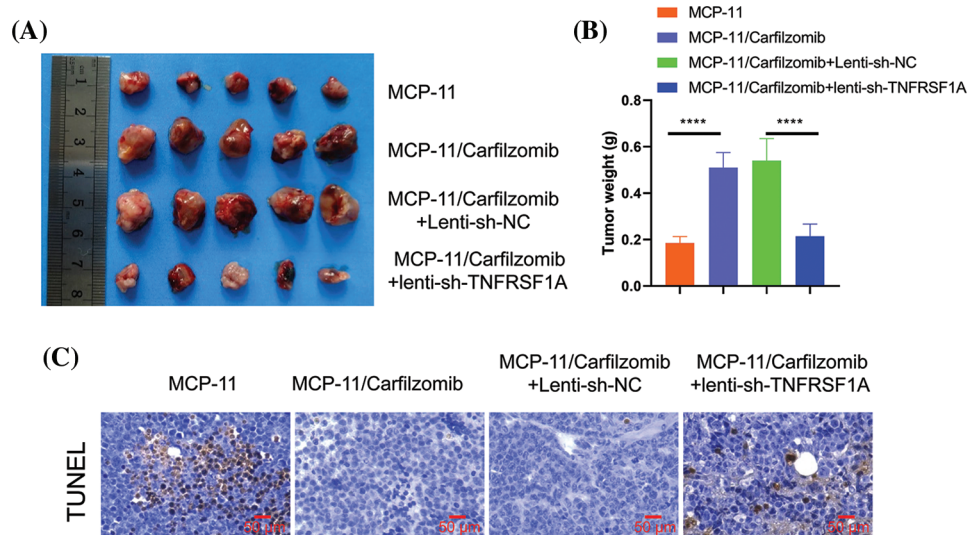 (A)
1
2
3
4
5
6
7
8
MCP-11
MCP-11/Carfilzomib
MCP-11/Carfilzomib
+Lenti-sh-NC
MCP-11/Carfilzomib
+lenti-sh-TNFRSF1A
(B)
MCP-11
MCP-11/Carfilzomib
MCP-11/Carfilzomib+Lenti-sh-NC
MCP-11/Carfilzomib+lenti-sh-TNFRSF1A
Tumor weight (g)
0.8
0.6
0.4
0.2
0.0
****
****
(C)
MCP-11
MCP-11/Carfilzomib
MCP-11/Carfilzomib
+Lenti-sh-NC
MCP-11/Carfilzomib
+lenti-sh-TNFRSF1A
TUNEL
50 μm
50 μm
50 μm
50 μm